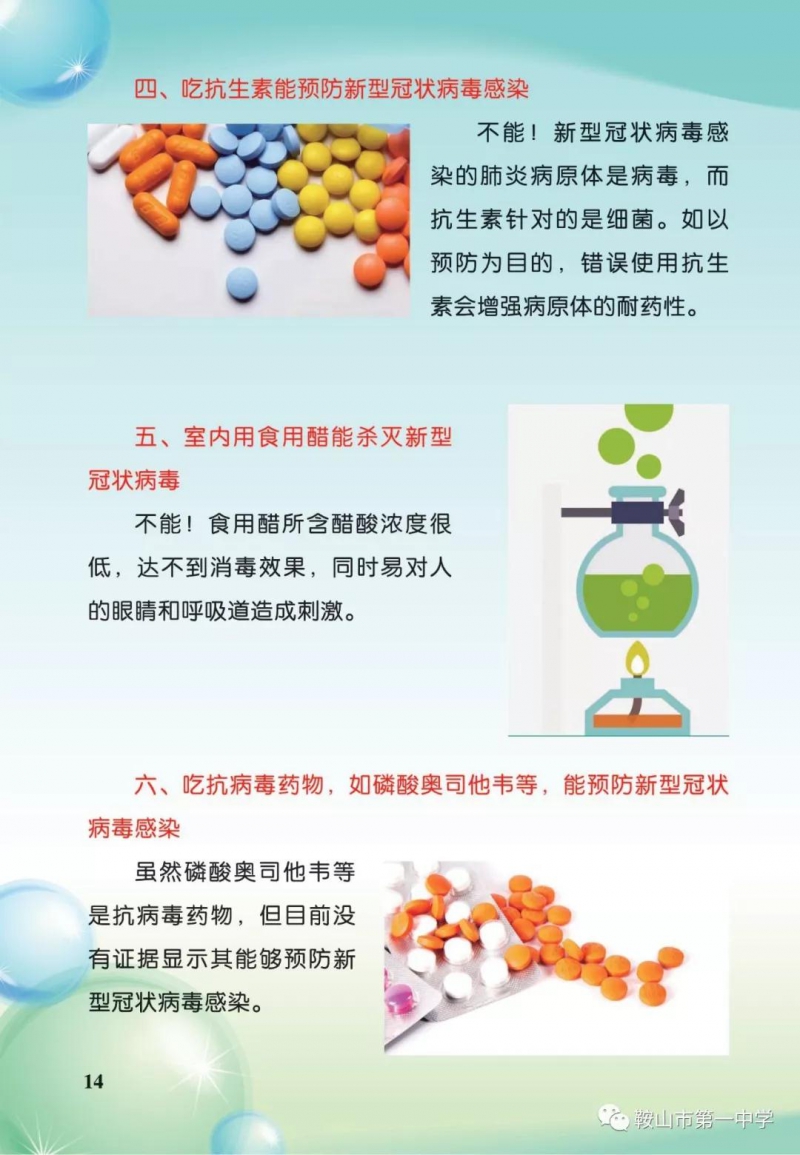 四、吃抗生素能预防新型冠状病毒感染
不能！新型冠状病毒感
染的肺炎病原体是病毒，而
抗生素针对的是细菌。如以
预防为目的，错误使用抗生
素会增强病原体的耐药性。
五、室内用食用醋能杀灭新型
冠状病毒
不能！食用醋所含醋酸浓度很
低，达不到消毒效果，同时易对人
的眼睛和呼吸道造成刺激。
六、吃抗病毒药物，如磷酸奥司他韦等，能预防新型冠状
病毒感染
虽然磷酸奥司他韦等
是抗病毒药物，但目前没
有证据显示其能够预防新
型冠状病毒感染。
14
鞍山市第一中学